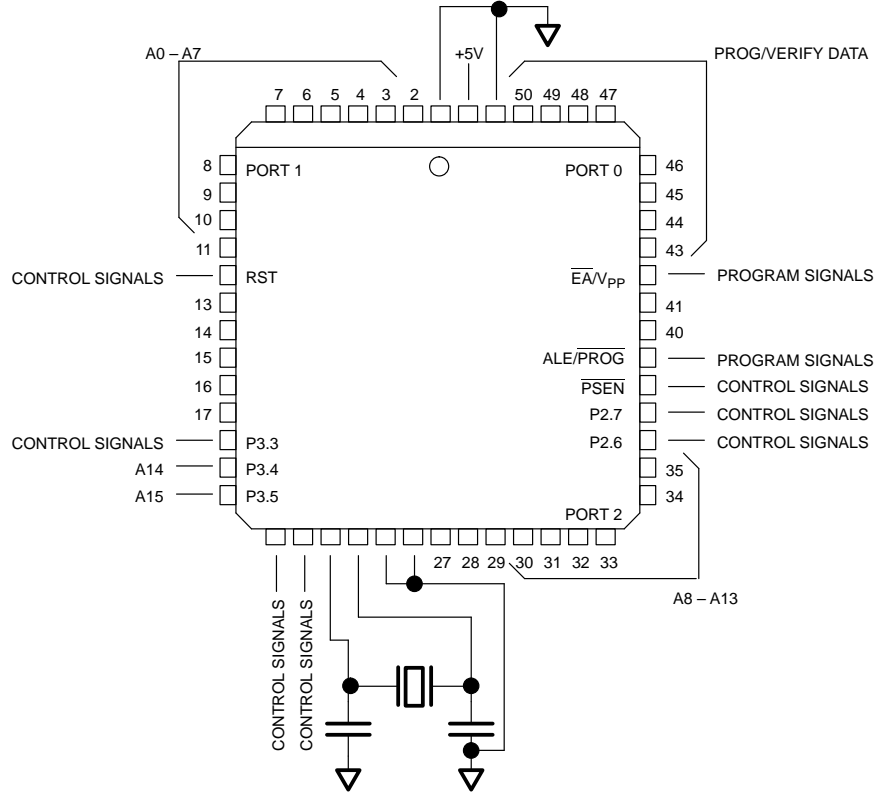 A0 – A7
+5V
PROG/VERIFY DATA
7 6 5 4 3 2 50 49 48 47
8 PORT 1 PORT 0 46
9 45
10 44
11 43
CONTROL SIGNALS RST EA/VPP PROGRAM SIGNALS
13 41
14 40
15 ALE/PROG PROGRAM SIGNALS
16 PSEN CONTROL SIGNALS
17 P2.7 CONTROL SIGNALS
CONTROL SIGNALS P3.3 P2.6 CONTROL SIGNALS
A14 P3.4 35
A15 P3.5 34
PORT 2
27 28 29 30 31 32 33
A8 – A13
CONTROL SIGNALS
CONTROL SIGNALS